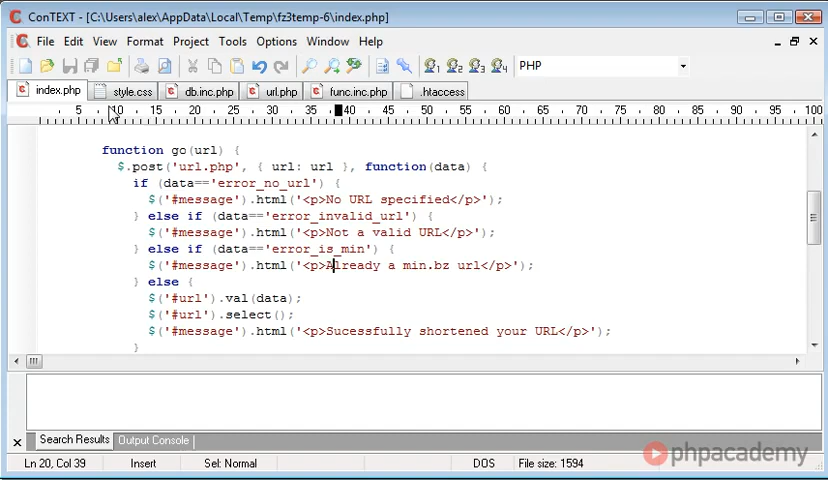 ConTEXT - [C:\Users\alex\AppData\Local\Temp\fz3temp-6\index.php]
File Edit View Format Project Tools Options Window Help
1 2 3 4 PHP
index.php style.css db.inc.php url.php func.inc.php .htaccess
5 10 15 20 25 30 35 40 45 50 55 60 65 70 75 80 85 90 95 100
function go(url) {
$.post('url.php', { url: url }, function(data) {
if (data=='error_no_url') {
$('#message').html('<p>No URL specified</p>');
} else if (data=='error_invalid_url') {
$('#message').html('<p>Not a valid URL</p>');
} else if (data=='error_is_min') {
$('#message').html('<p>Already a min.bz url</p>');
} else {
$('#url').val(data);
$('#url').select();
$('#message').html('<p>Sucessfully shortened your URL</p>');
}
Search Results Console
phpacademy
Ln 20, Col 39 Insert Sel: Normal DOS File size: 1594